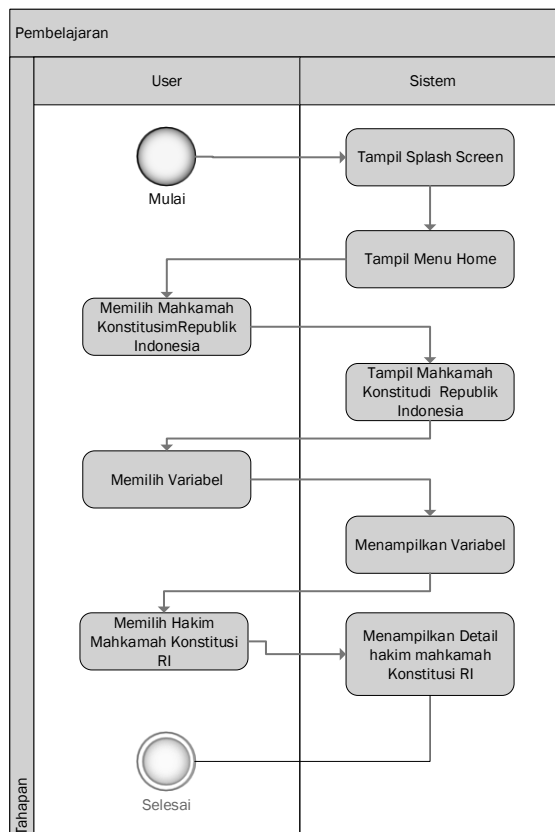 Pembelajaran
User
Sistem
Tampil Splash Screen
Mulai
Tampil Menu Home
Memilih Mahkamah
KonstitusimRepublik
Indonesia
Tampil Mahkamah
Konstitudi  Republik
Indonesia
Memilih Variabel
Menampilkan Variabel
Memilih Hakim
Mahkamah Konstitusi
RI
Menampilkan Detail
hakim mahkamah
Konstitusi RI
Selesai
Tahapan